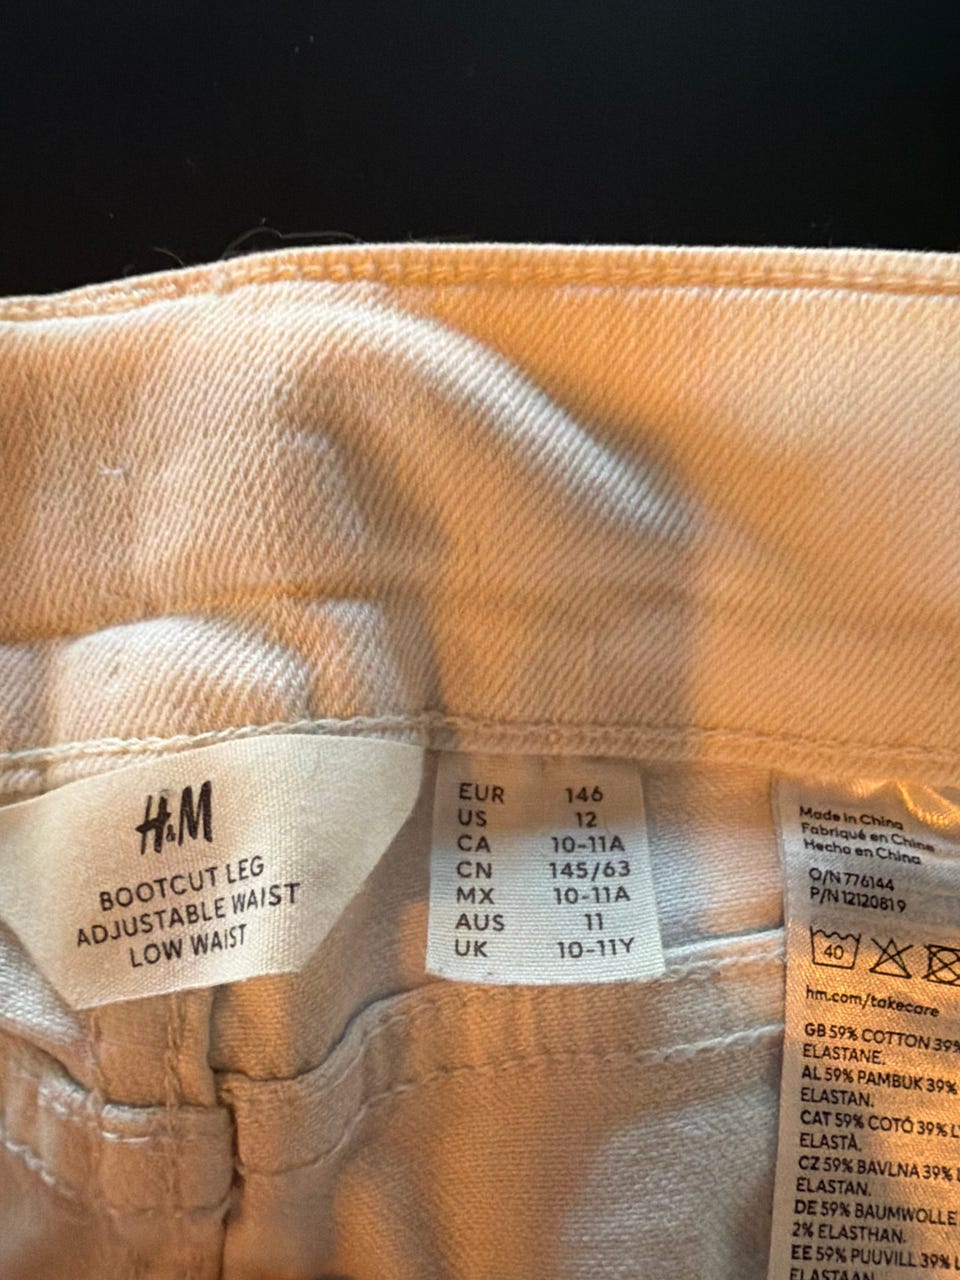 H&M
BOOTCUT LEG
ADJUSTABLE WAIST
LOW WAIST
EUR 146
US 12
CA 10-11A
CN 145/63
MX 10-11A
AUS 11
UK 10-11Y
Made in China
Fabriqué en Chine
Hecho en China
O/N 776144
P/N 1212081 9
40
hm.com/takecare
GB 59% COTTON 39%
ELASTANE.
AL 59% PAMBUK 39%
ELASTAN.
CAT 59% COTÓ 39%
ELASTÀ.
CZ 59% BAVLNA 39%
ELASTAN.
DE 59% BAUMWOLLE
2% ELASTHAN.
EE 59% PUUVILL 39%
ELASTAAN